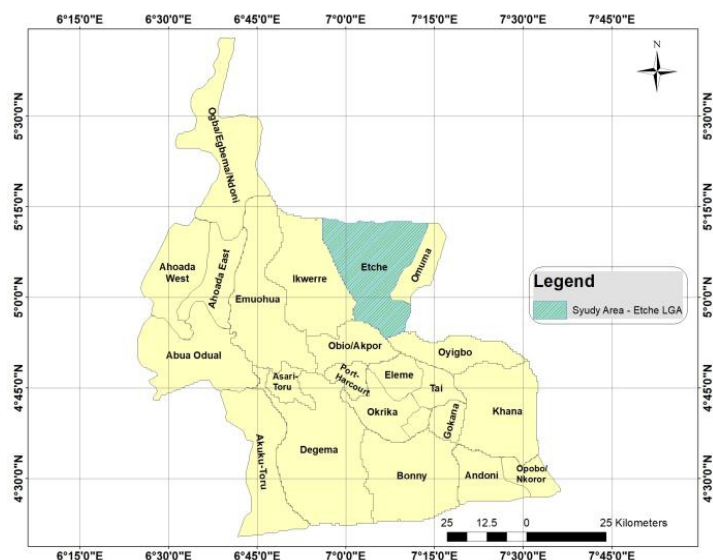 6°15'0"E 6°30'0"E 6°45'0"E 7°0'0"E 7°15'0"E 7°30'0"E 7°45'0"E
N
5°30'0"N 5°30'0"N
Ogba/Egbema/Ndoni
5°15'0"N 5°15'0"N
Ahoada
West
Ahoada East
Emuohua
Ikwerre
Etche
Omuma
Legend
Syudy Area - Etche LGA
5°0'0"N 5°0'0"N
Abua Odual
Obio/Akpor
Oyigbo
Asari-
Toru
Port-
Harcourt
Eleme
Tai
4°45'0"N 4°45'0"N
Okrika
Gokana
Khana
Akuku-Toru
Degema
Bonny
Andoni
Opobo/
Nkoror
4°30'0"N 4°30'0"N
25 12.5 0 25 Kilometers
6°15'0"E 6°30'0"E 6°45'0"E 7°0'0"E 7°15'0"E 7°30'0"E 7°45'0"E